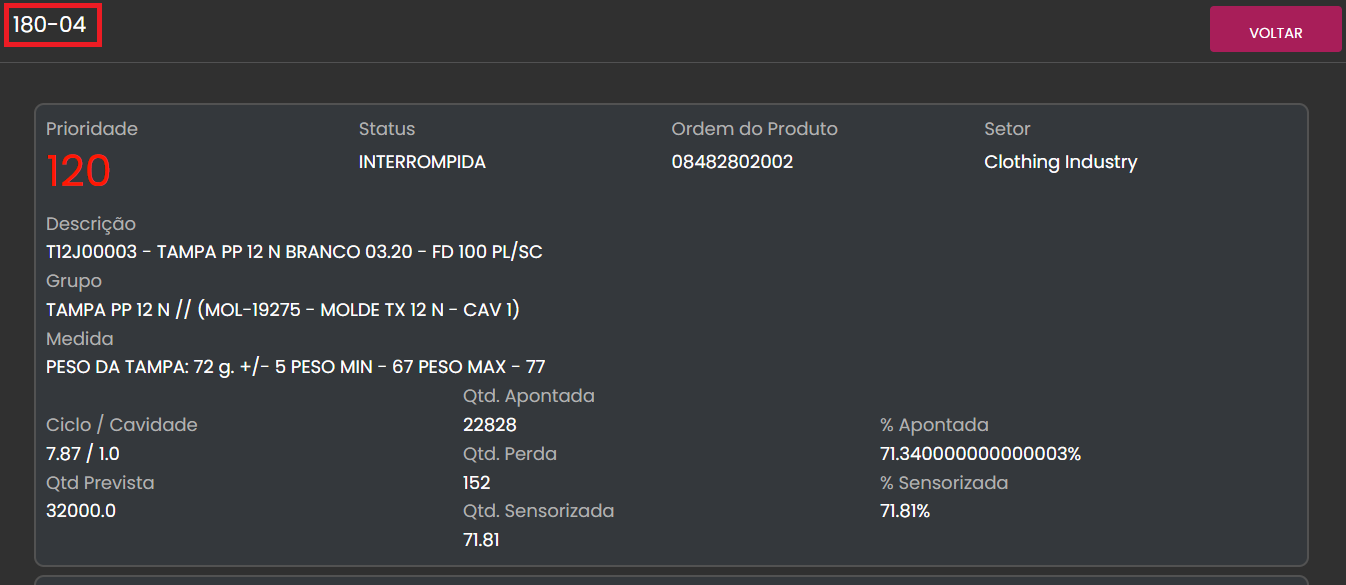 180-04
VOLTAR
Prioridade Status Ordem do Produto Setor
120 INTERROMPIDA 08482802002 Clothing Industry
Descrição
T12J00003 - TAMPA PP 12 N BRANCO 03.20 - FD 100 PL/SC
Grupo
TAMPA PP 12 N // (MOL-19275 - MOLDE TX 12 N - CAV 1)
Medida
PESO DA TAMPA: 72 g. +/- 5 PESO MIN - 67 PESO MAX - 77
Qtd. Apontada
Ciclo / Cavidade 22828 % Apontada
7.87 / 1.0 Qtd. Perda 71.340000000000003%
Qtd Prevista 152 % Sensorizada
32000.0 Qtd. Sensorizada 71.81%
71.81